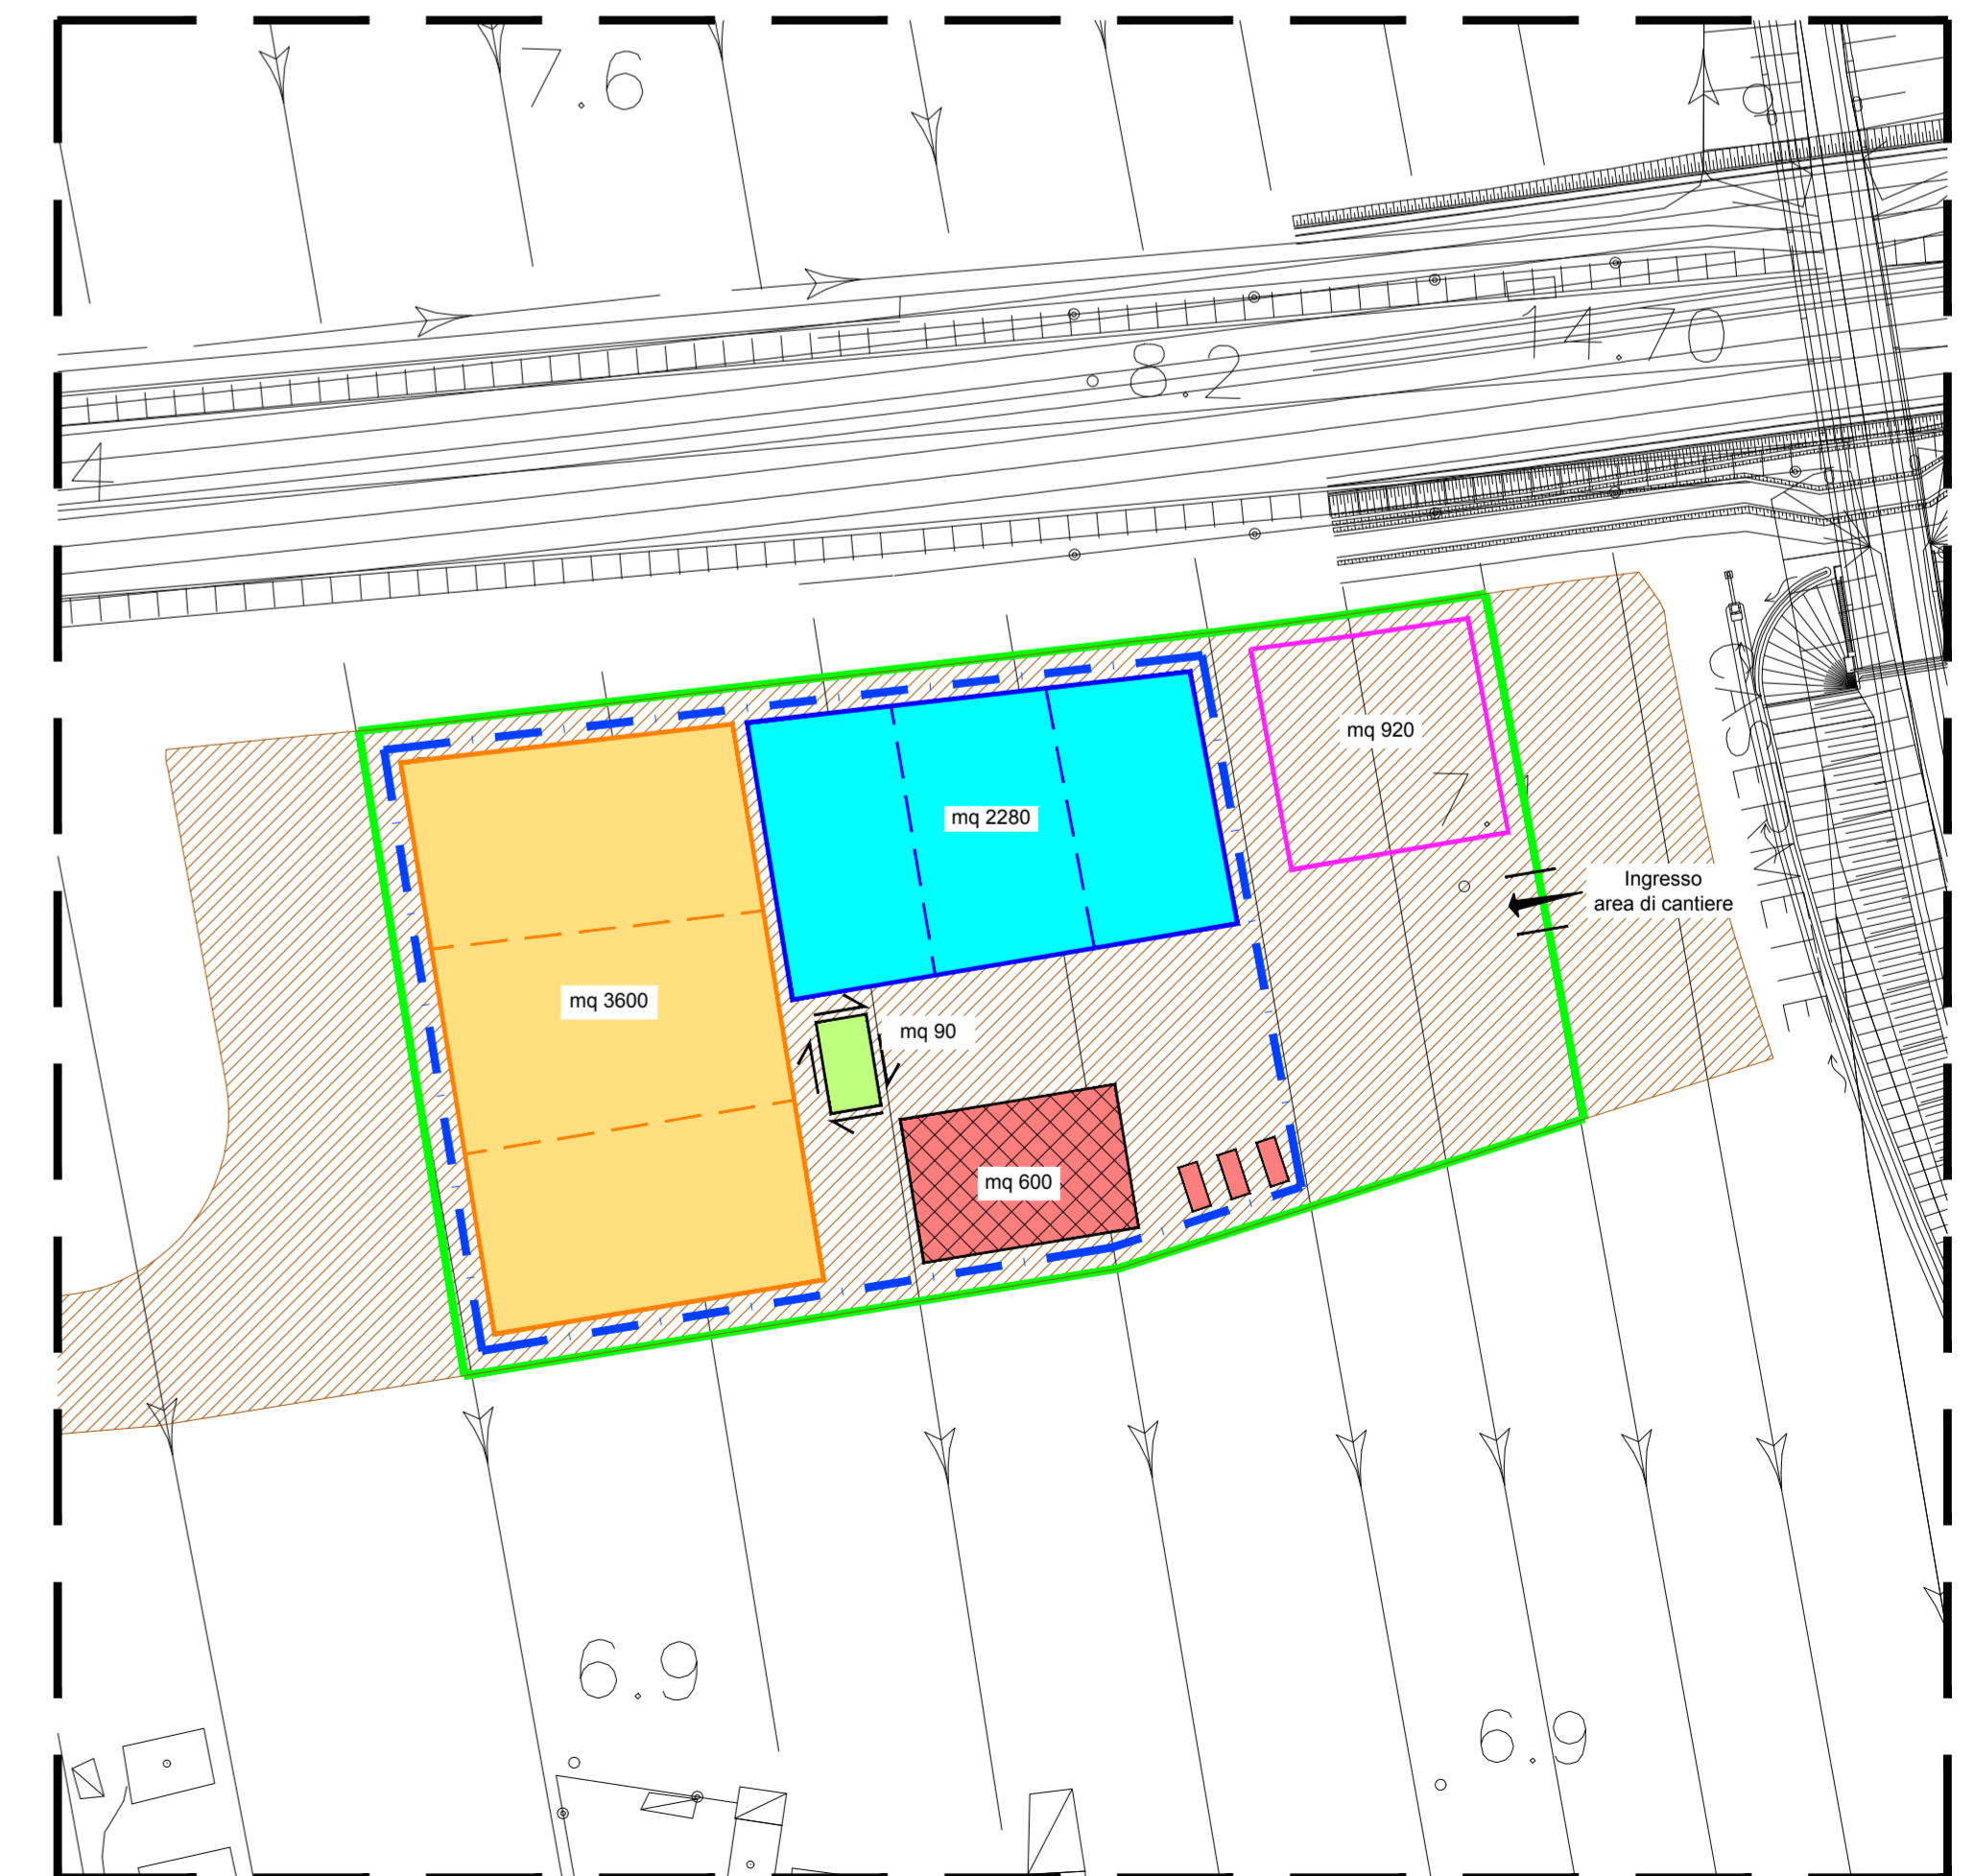 7.6
8.2
14.70
4
mq 920
mq 2280
7
Ingresso
area di cantiere
mq 3600
mq 90
mq 600
6.9
6.9